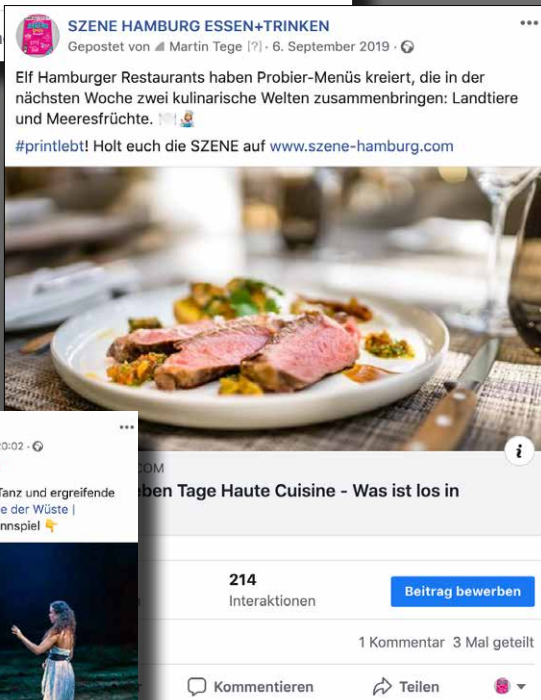 SZENE HAMBURG ESSEN+TRINKEN
Gepostet von Martin Tege [?] · 6. September 2019 ·
Elf Hamburger Restaurants haben Probier-Menüs kreiert, die in der
nächsten Woche zwei kulinarische Welten zusammenbringen: Landtiere
und Meeresfrüchte.
#printlebt! Holt euch die SZENE auf www.szene-hamburg.com
COM
ben Tage Haute Cuisine - Was ist los in
214
Interaktionen
Beitrag bewerben
1 Kommentar 3 Mal geteilt
Kommentieren
Teilen
0:02 ·
Tanz und ergreifende
e der Wüste |
nnspiel